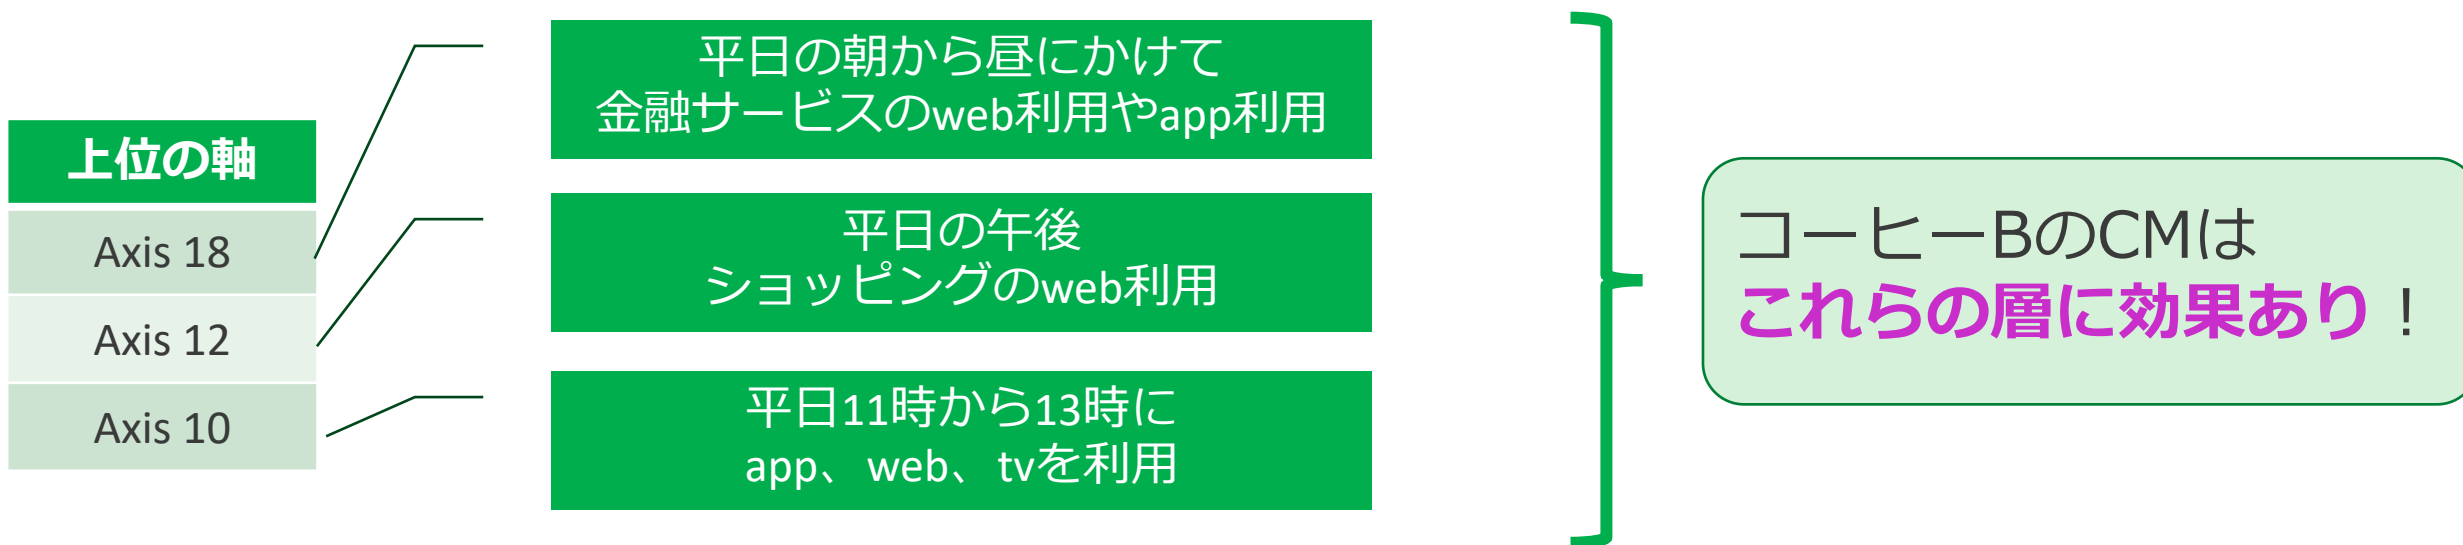 上位の軸
Axis 18
Axis 12
Axis 10
平日の朝から昼にかけて
金融サービスのweb利用やapp利用
平日の午後
ショッピングのweb利用
平日11時から13時に
app、web、tvを利用
コーヒーBのCMは
これらの層に効果あり！